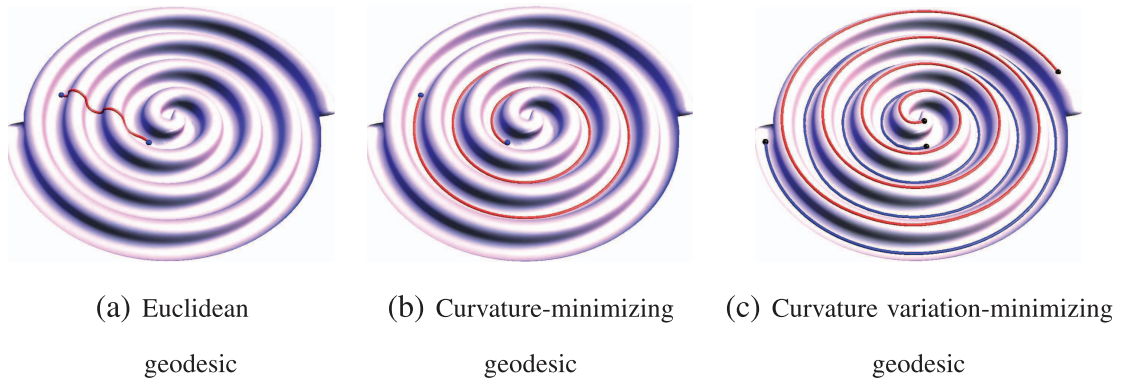 (a) Euclidean
geodesic
(b) Curvature-minimizing
geodesic
(c) Curvature variation-minimizing
geodesic